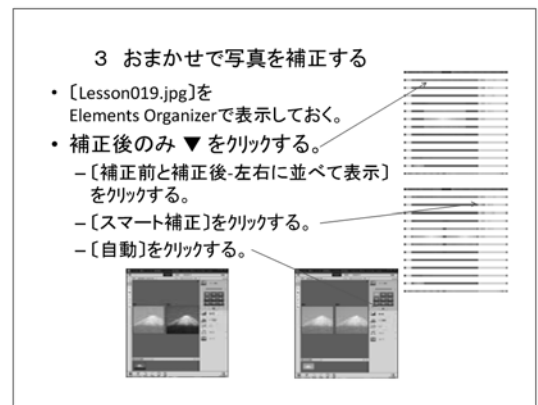 ３ おまかせで写真を補正する
• 〔Lesson019.jpg〕を
Elements Organizerで表示しておく。
• 補正後のみ ▼ をクリックする。
–〔補正前と補正後-左右に並べて表示〕
をクリックする。
–〔スマート補正〕をクリックする。
–〔自動〕をクリックする。